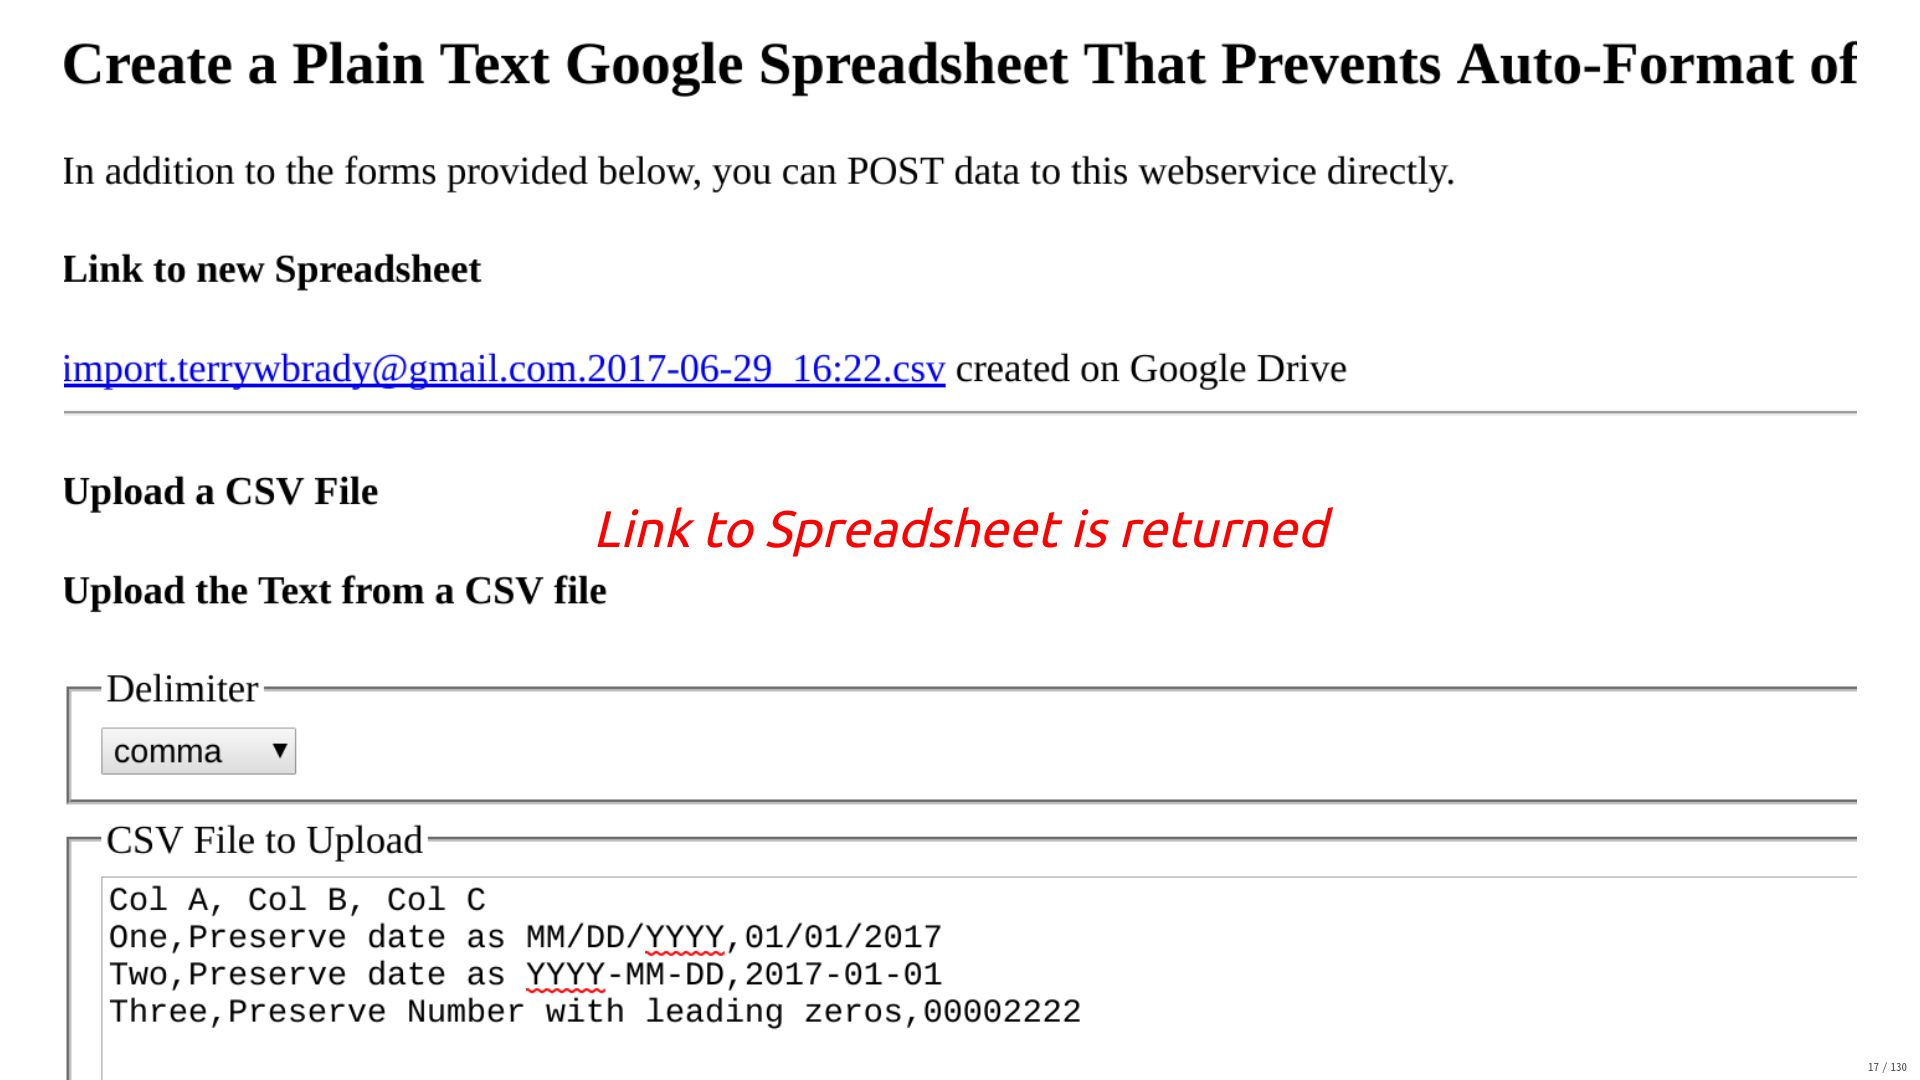 Create a Plain Text Google Spreadsheet That Prevents Auto-Format of
In addition to the forms provided below, you can POST data to this webservice directly.
Link to new Spreadsheet
import.terrywbrady@gmail.com.2017-06-29_16:22.csv created on Google Drive
Upload a CSV File
Link to Spreadsheet is returned
Upload the Text from a CSV file
Delimiter
comma
CSV File to Upload
Col A, Col B, Col C
One,Preserve date as MM/DD/YYYY,01/01/2017
Two,Preserve date as YYYY-MM-DD,2017-01-01
Three,Preserve Number with leading zeros,00002222
17 / 130